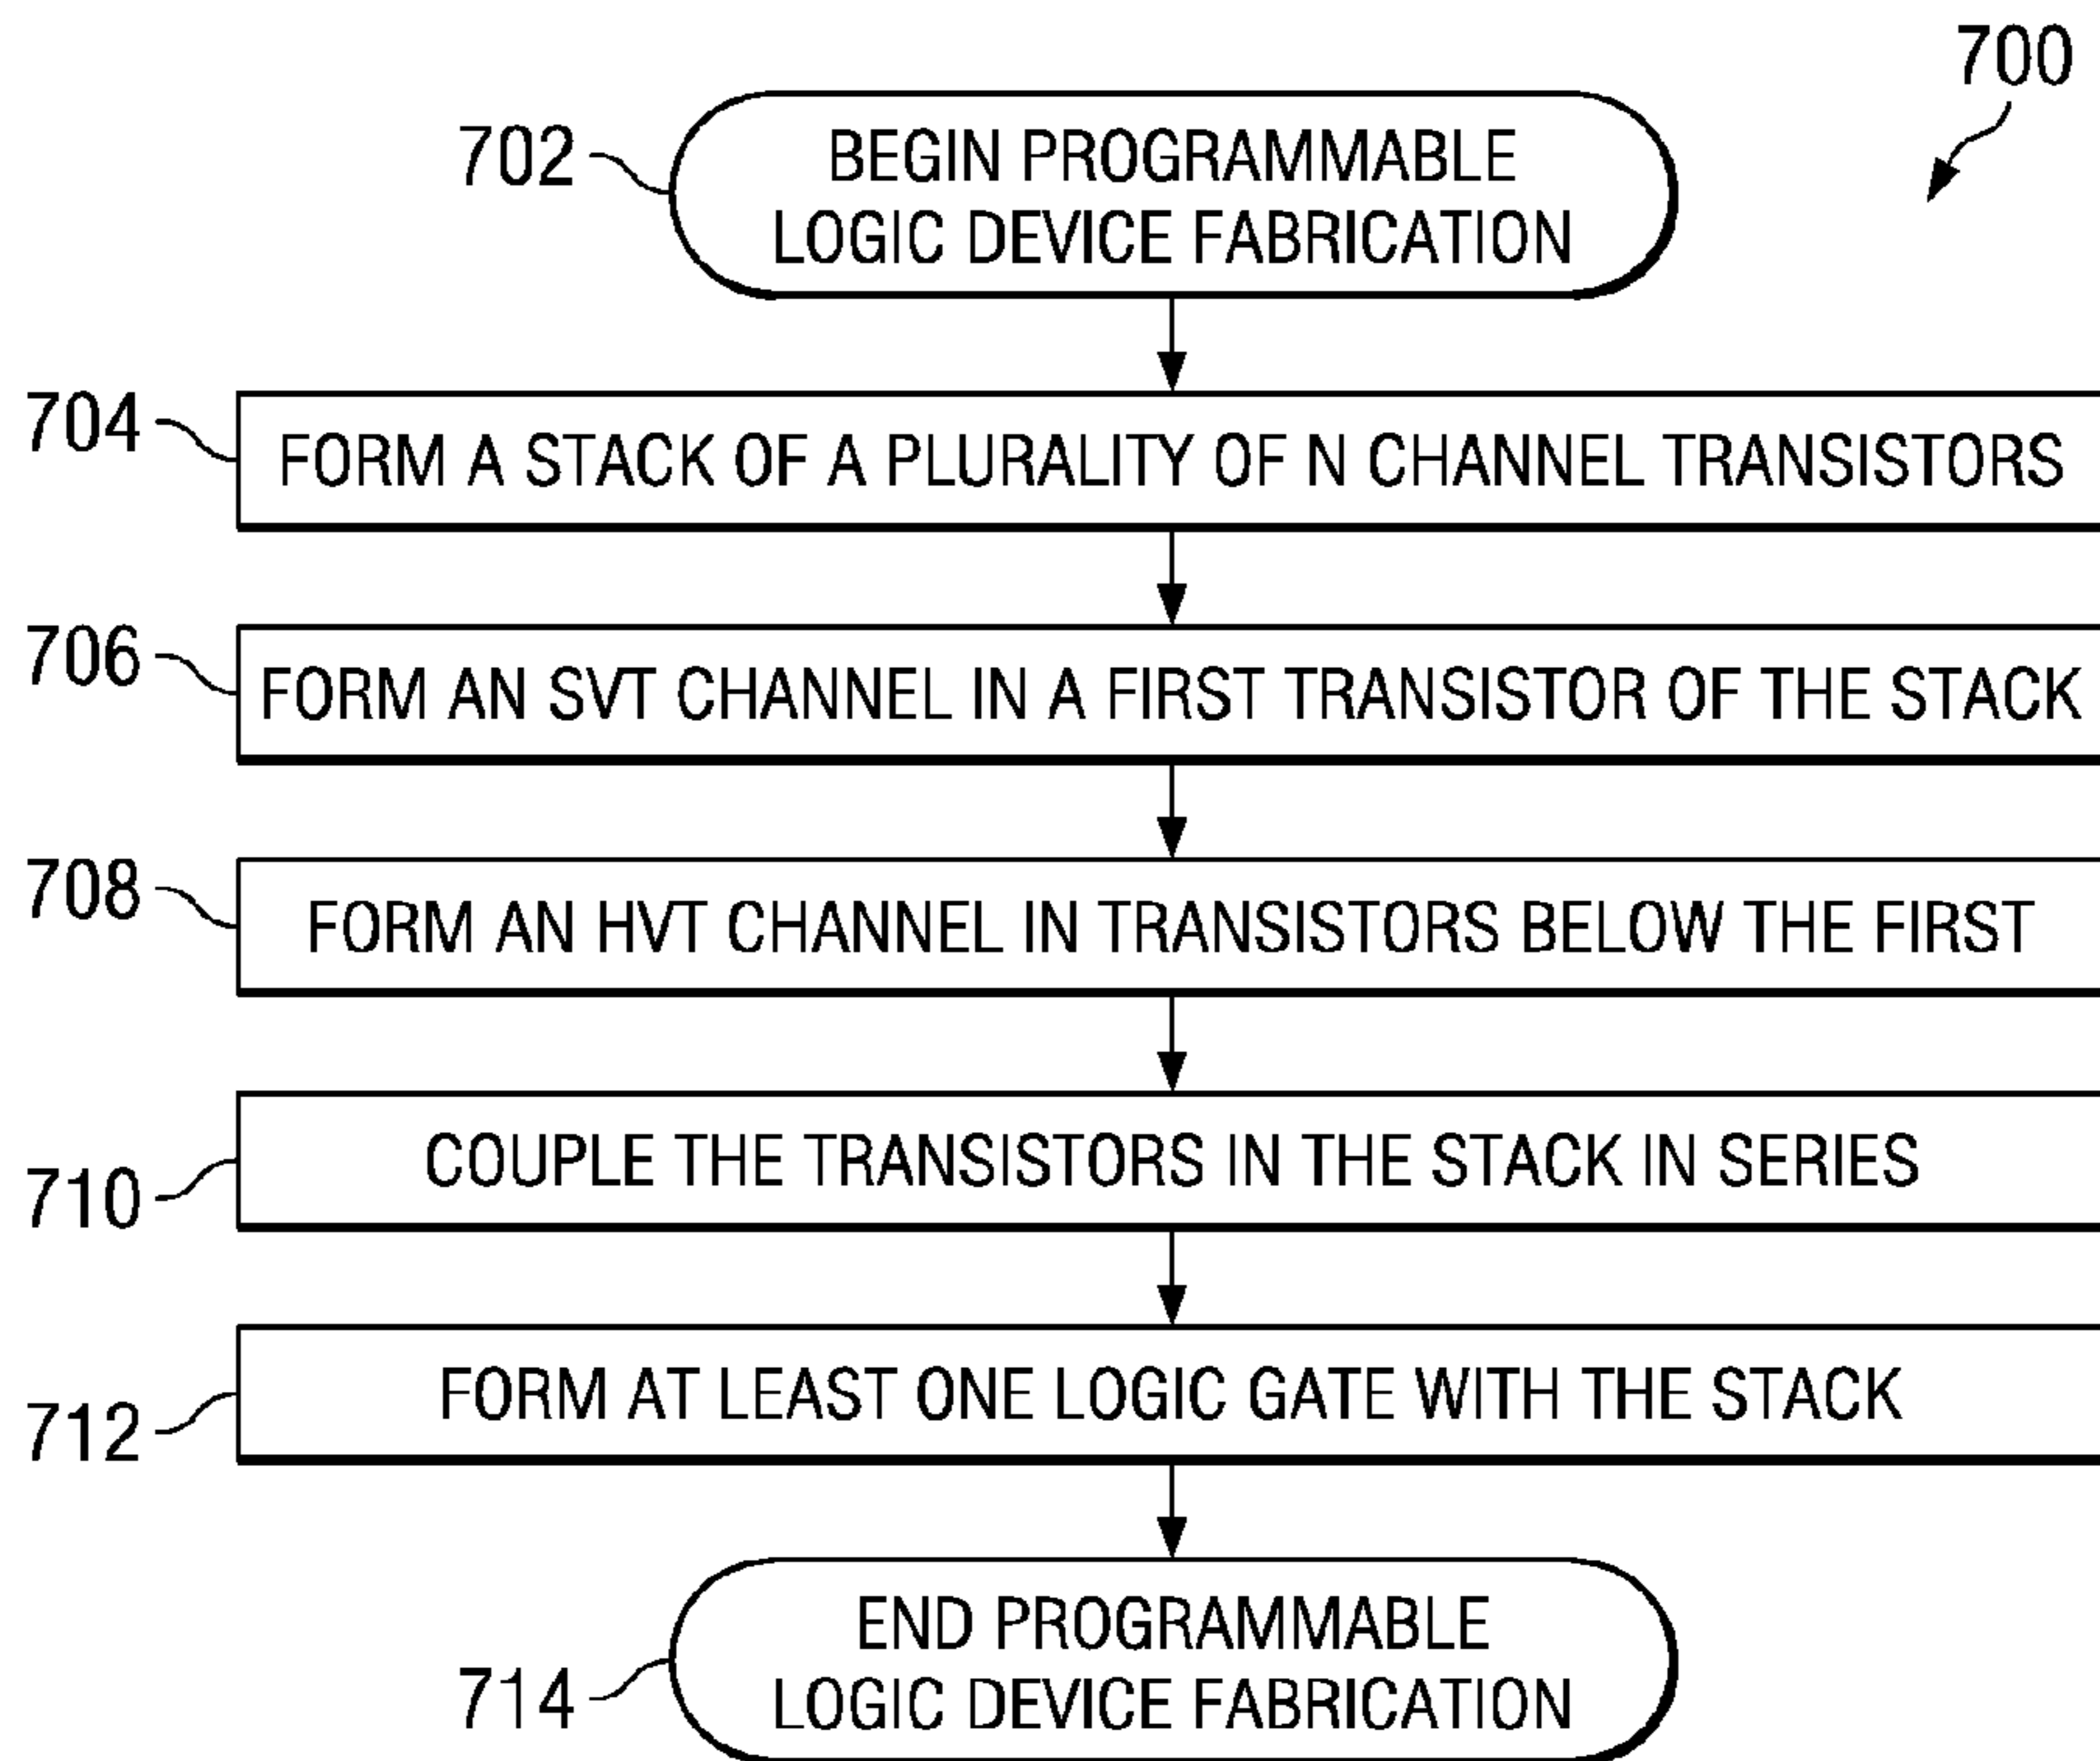 700
702
BEGIN PROGRAMMABLE
LOGIC DEVICE FABRICATION
704
FORM A STACK OF A PLURALITY OF N CHANNEL TRANSISTORS
706
FORM AN SVT CHANNEL IN A FIRST TRANSISTOR OF THE STACK
708
FORM AN HVT CHANNEL IN TRANSISTORS BELOW THE FIRST
710
COUPLE THE TRANSISTORS IN THE STACK IN SERIES
712
FORM AT LEAST ONE LOGIC GATE WITH THE STACK
714
END PROGRAMMABLE
LOGIC DEVICE FABRICATION